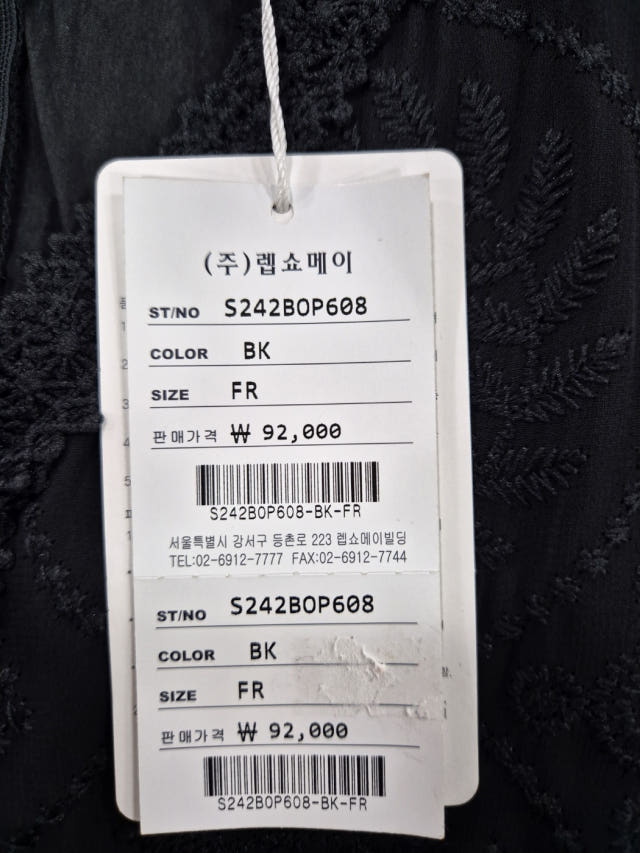 (주)렙쇼메이
ST/NO S242BOP608
COLOR BK
SIZE FR
판매가격 ₩ 92,000
S242BOP608-BK-FR
서울특별시 강서구 등촌로 223 렙쇼메이빌딩
TEL:02-6912-7777 FAX:02-6912-7744
ST/NO S242BOP608
COLOR BK
SIZE FR
판매가격 ₩ 92,000
S242BOP608-BK-FR